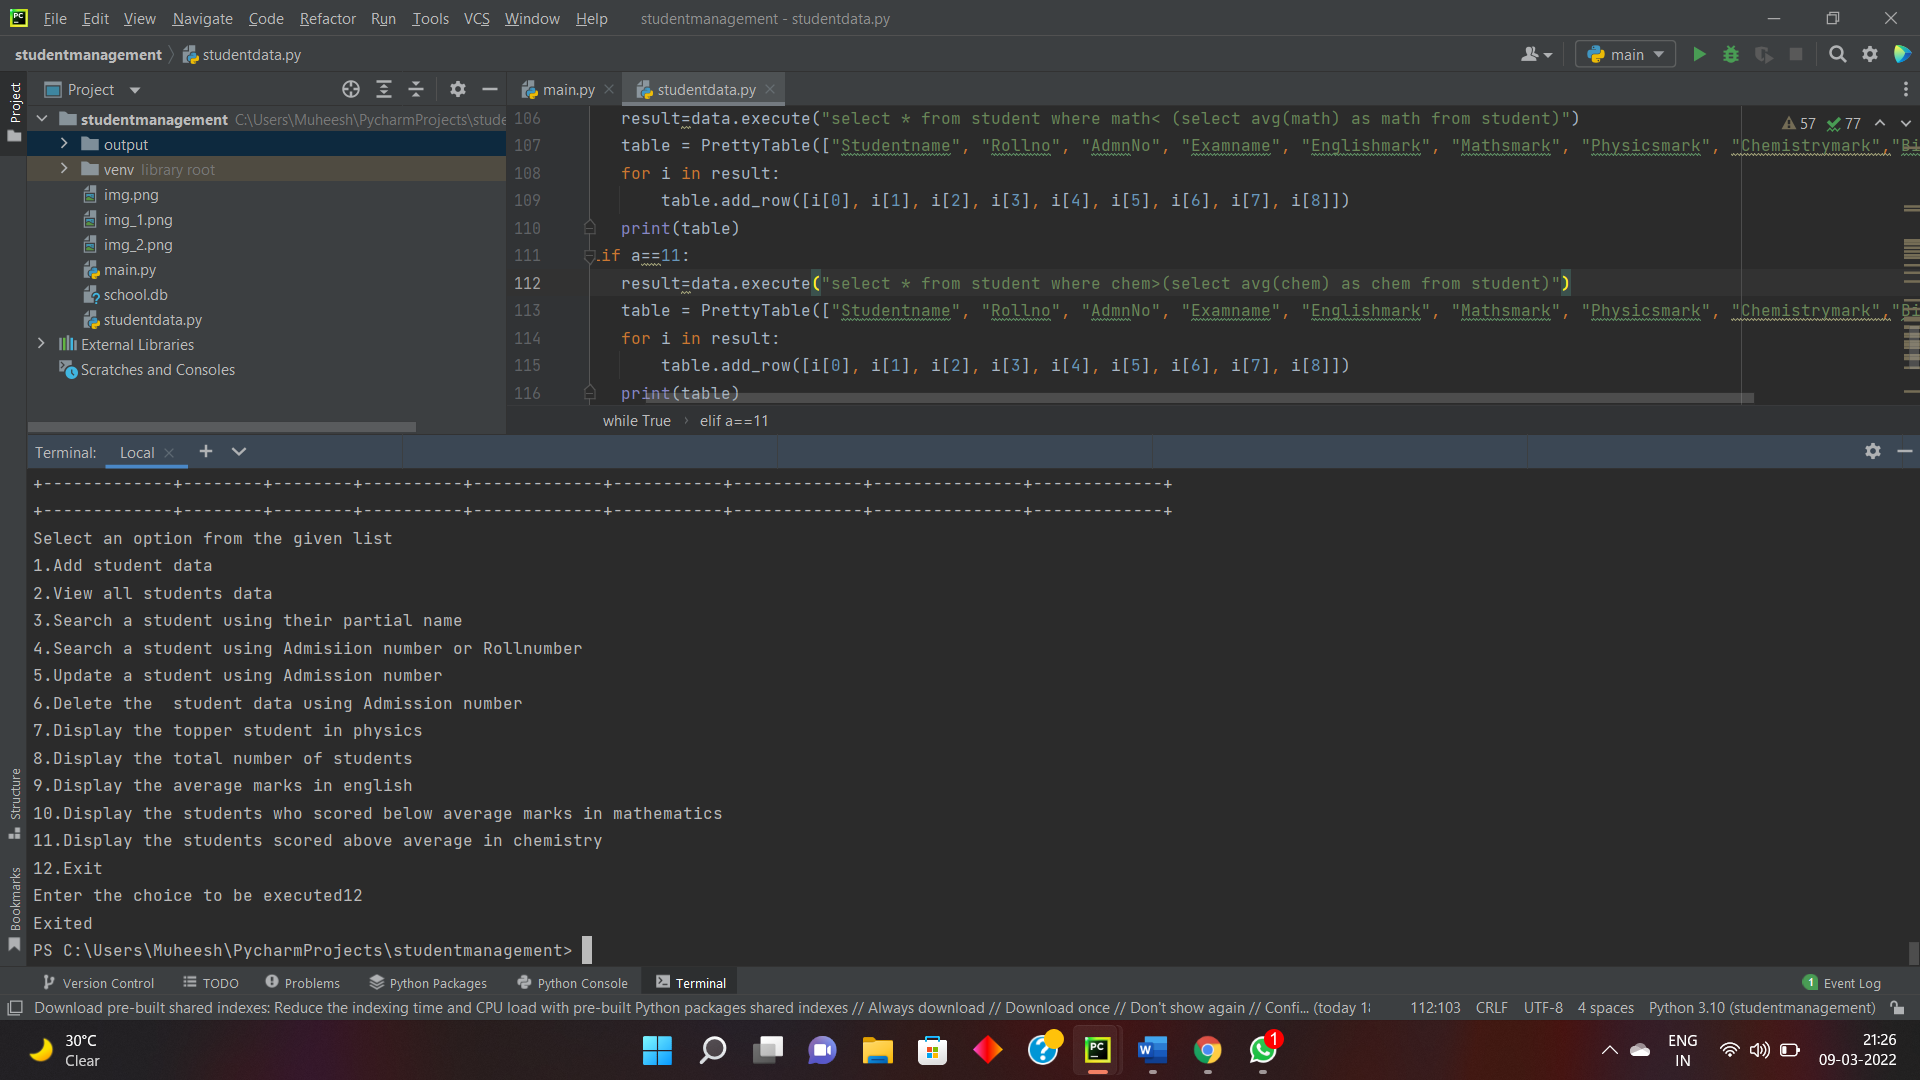 File Edit View Navigate Code Refactor Run Tools VCS Window Help studentmanagement - studentdata.py
studentmanagement studentdata.py
main
Project
main.py studentdata.py
Project
studentmanagement C:\Users\Muheesh\PycharmProjects\stude
output
venv library root
img.png
img_1.png
img_2.png
main.py
school.db
studentdata.py
External Libraries
Scratches and Consoles
57 77
106 result=data.execute("select * from student where math< (select avg(math) as math from student)")
107 table = PrettyTable(["Studentname", "Rollno", "AdmnNo", "Examname", "Englishmark", "Mathsmark", "Physicsmark", "Chemistrymark","Bi
108 for i in result:
109 table.add_row([i[0], i[1], i[2], i[3], i[4], i[5], i[6], i[7], i[8]])
110 print(table)
111 if a==11:
112 result=data.execute("select * from student where chem>(select avg(chem) as chem from student)")
113 table = PrettyTable(["Studentname", "Rollno", "AdmnNo", "Examname", "Englishmark", "Mathsmark", "Physicsmark", "Chemistrymark","Bi
114 for i in result:
115 table.add_row([i[0], i[1], i[2], i[3], i[4], i[5], i[6], i[7], i[8]])
116 print(table)
while True elif a==11
Terminal: Local
+-------------+--------+--------+----------+-------------+-----------+-------------+---------------+-------------+
+-------------+--------+--------+----------+-------------+-----------+-------------+---------------+-------------+
Select an option from the given list
1.Add student data
2.View all students data
3.Search a student using their partial name
4.Search a student using Admisiion number or Rollnumber
5.Update a student using Admission number
6.Delete the  student data using Admission number
7.Display the topper student in physics
8.Display the total number of students
9.Display the average marks in english
10.Display the students who scored below average marks in mathematics
11.Display the students scored above average in chemistry
12.Exit
Enter the choice to be executed12
Exited
PS C:\Users\Muheesh\PycharmProjects\studentmanagement>
Structure
Bookmarks
Version Control TODO Problems Python Packages Python Console Terminal 1 Event Log
Download pre-built shared indexes: Reduce the indexing time and CPU load with pre-built Python packages shared indexes // Always download // Download once // Don't show again // Confi... (today 18 112:103 CRLF UTF-8 4 spaces Python 3.10 (studentmanagement)
30°C
Clear
PC
1
ENG
IN
21:26
09-03-2022